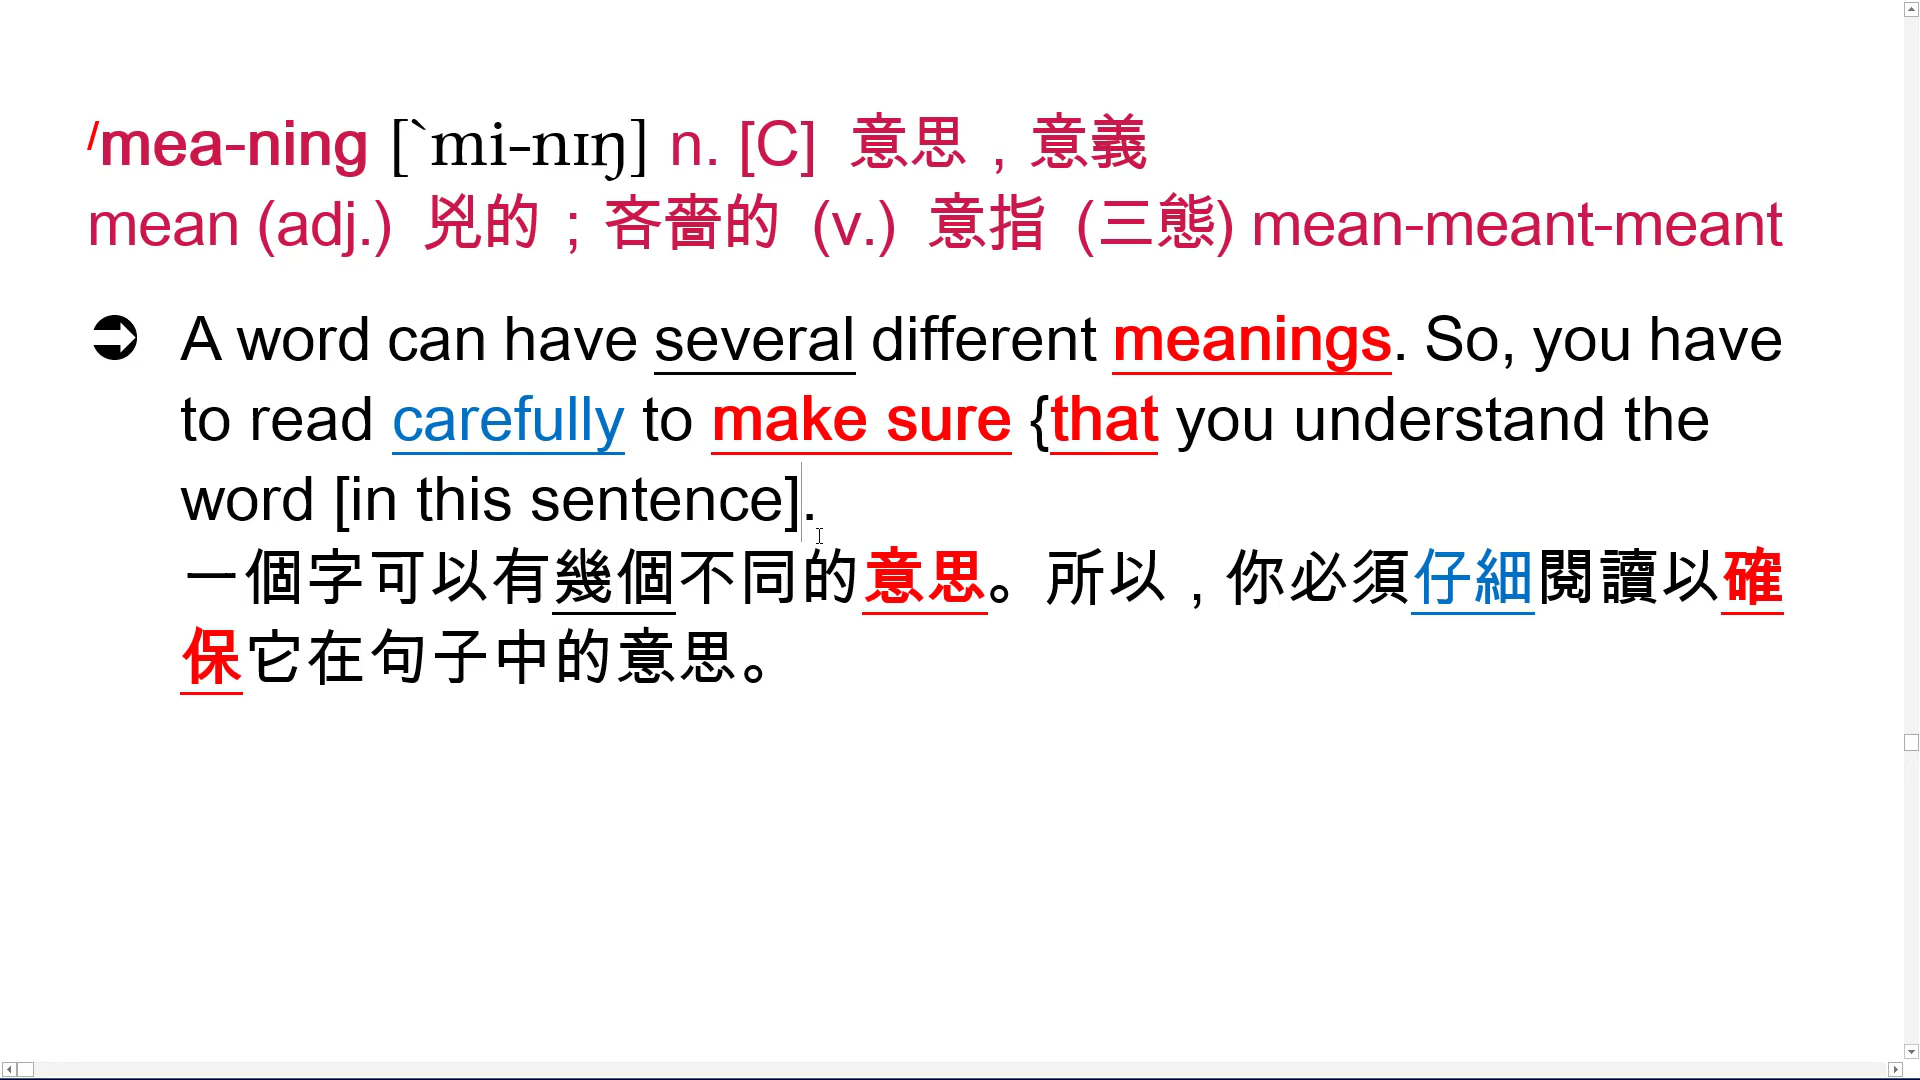 /mea-ning [ˋmi-nɪŋ] n. [C] 意思，意義
mean (adj.) 兇的；吝嗇的 (v.) 意指 (三態) mean-meant-meant
➲ A word can have several different meanings. So, you have
to read carefully to make sure {that you understand the
word [in this sentence].
一個字可以有幾個不同的意思。所以，你必須仔細閱讀以確
保它在句子中的意思。